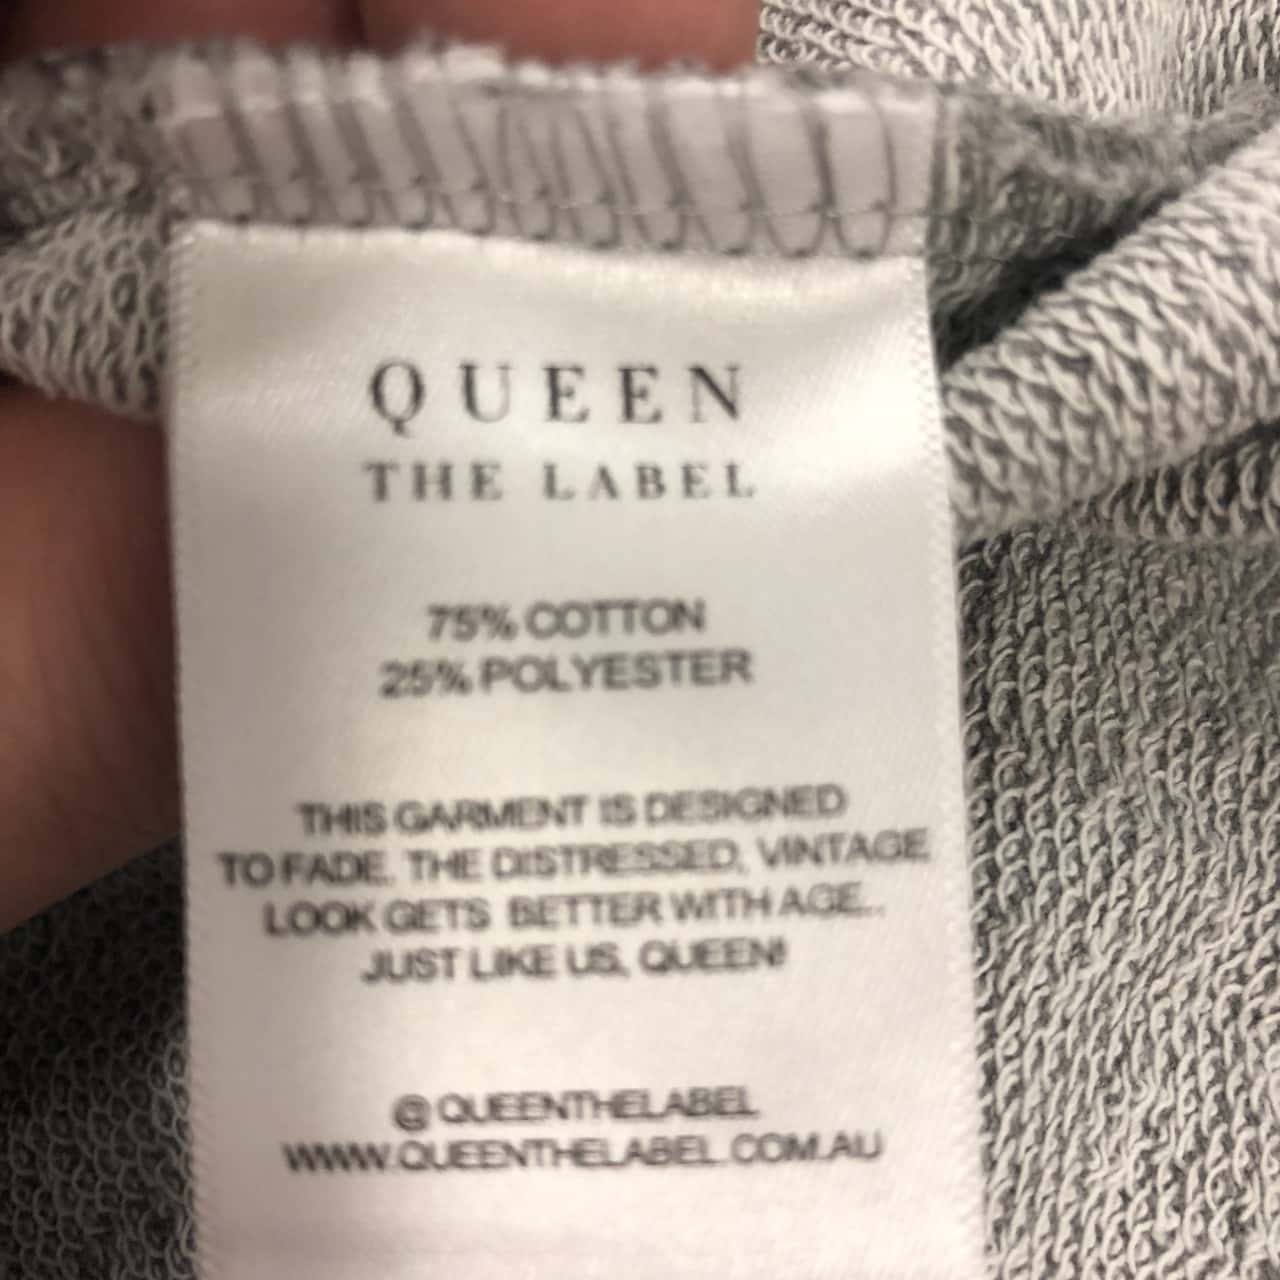 QUEEN
THE LABEL
75% COTTON
25% POLYESTER
THIS GARMENT IS DESIGNED
TO FADE. THE DISTRESSED, VINTAGE
LOOK GETS BETTER WITH AGE..
JUST LIKE US, QUEEN!
@QUEENTHELABEL
WWW.QUEENTHELABEL.COM.AU